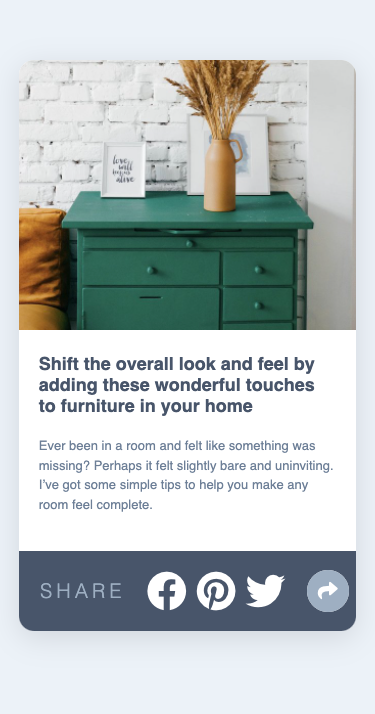 love
will
keep us
alive
Shift the overall look and feel by
adding these wonderful touches
to furniture in your home
Ever been in a room and felt like something was
missing? Perhaps it felt slightly bare and uninviting.
I’ve got some simple tips to help you make any
room feel complete.
SHARE